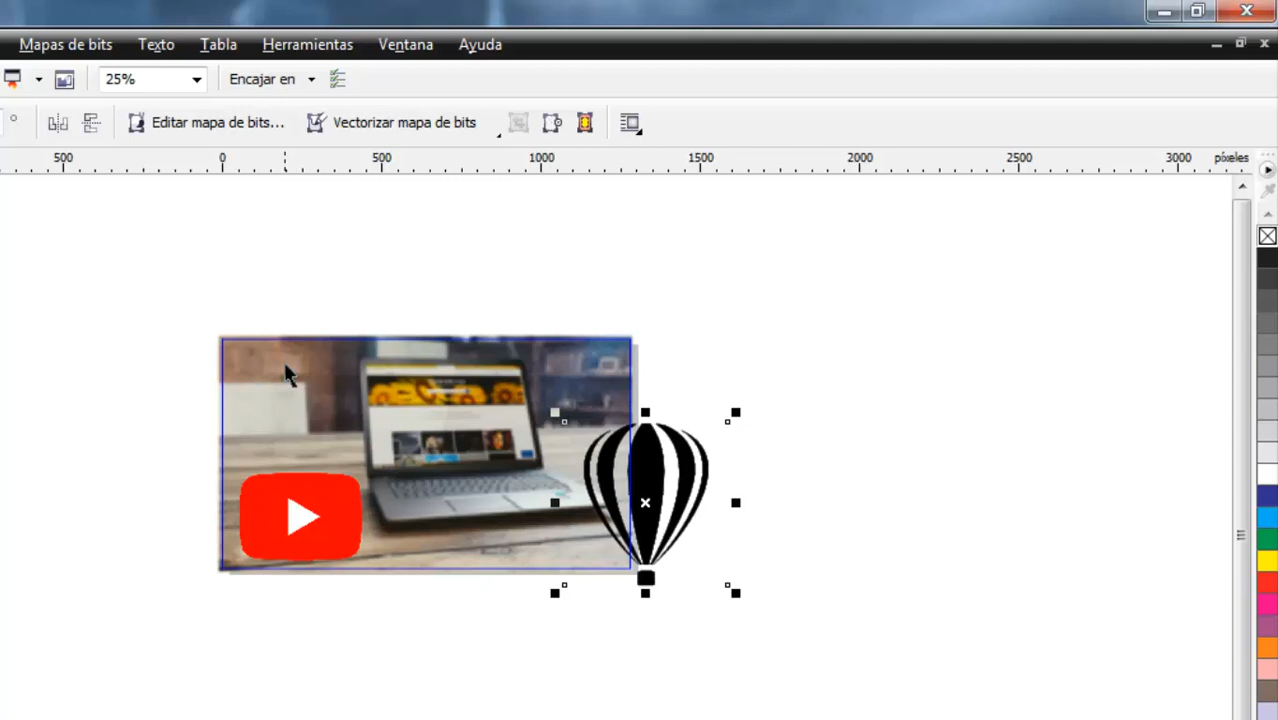 Mapas de bits Texto Tabla Herramientas Ventana Ayuda
25% Encajar en
° Editar mapa de bits... Vectorizar mapa de bits
500 0 500 1000 1500 2000 2500 3000 píxeles